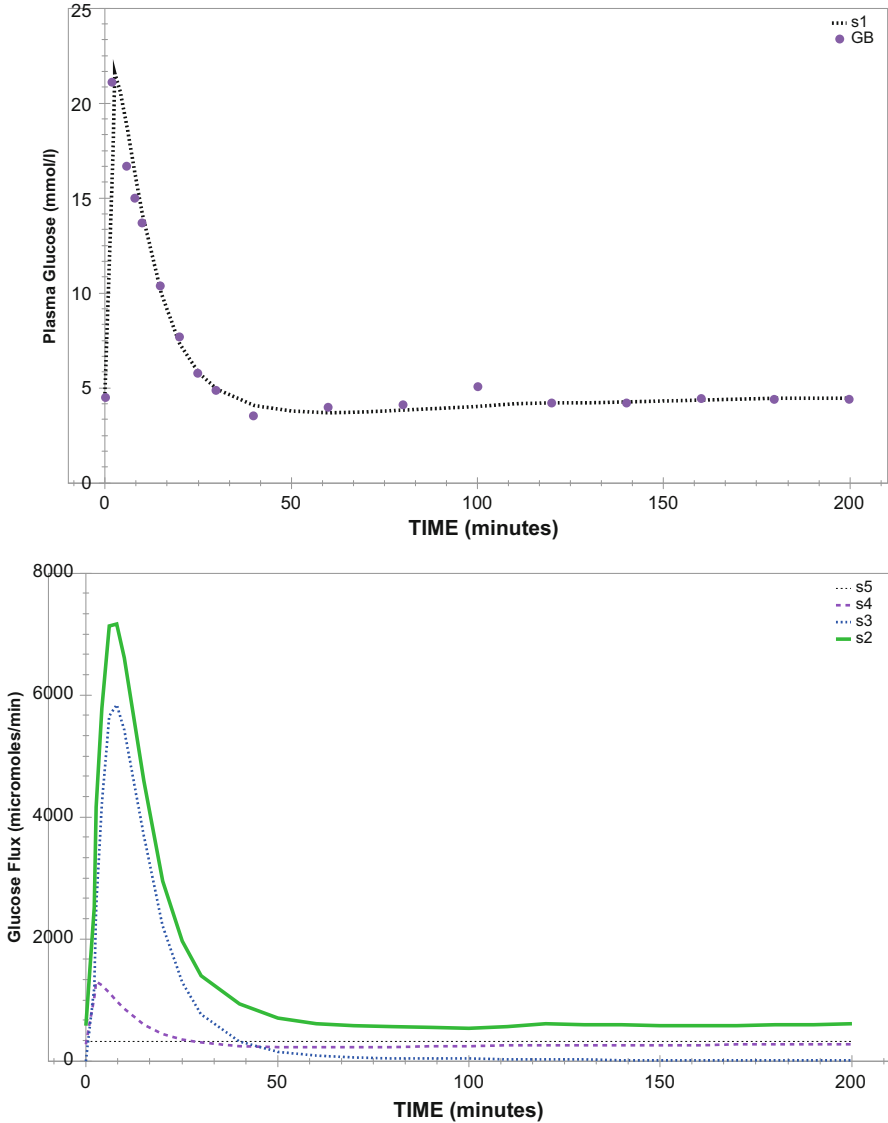 25
20
15
10
5
0
Plasma Glucose (mmol/l)
s1
GB
0 50 100 150 200
TIME (minutes)
8000
6000
4000
2000
0
Glucose Flux (micromoles/min)
s5
s4
s3
s2
0 50 100 150 200
TIME (minutes)